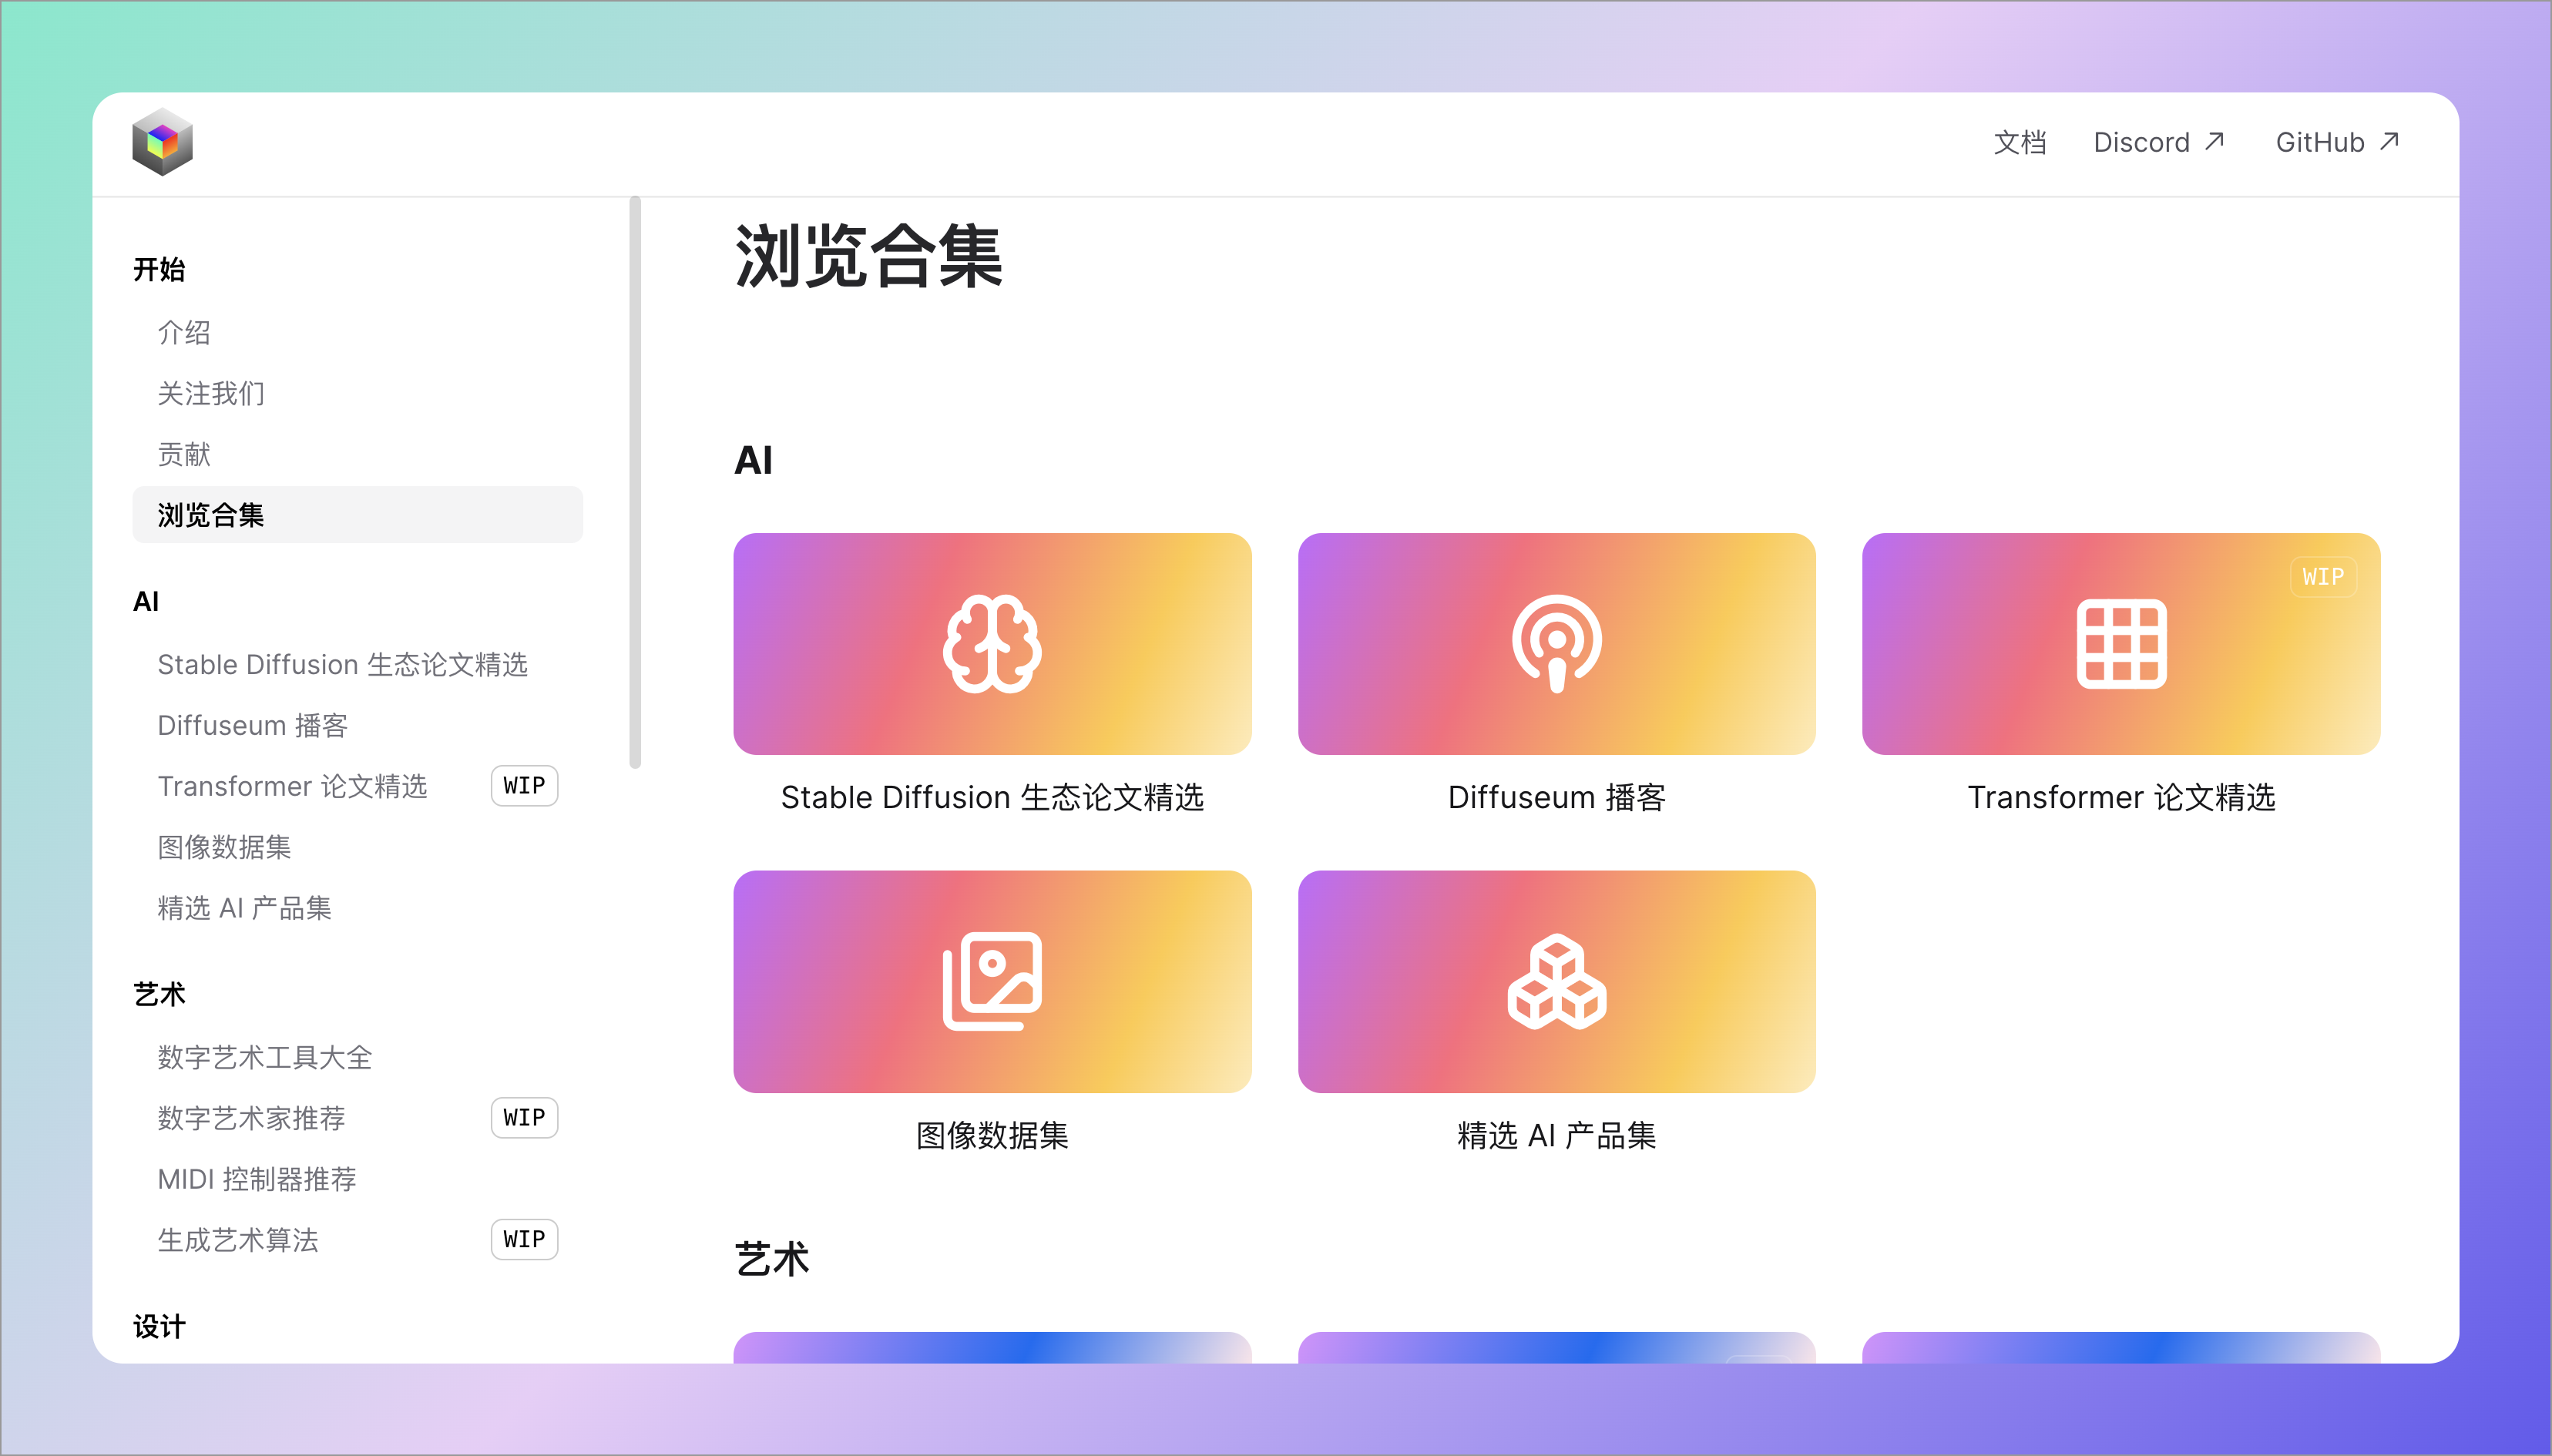 文档 Discord GitHub
开始
介绍
关注我们
贡献
浏览合集
AI
Stable Diffusion 生态论文精选
Diffuseum 播客
Transformer 论文精选 WIP
图像数据集
精选 AI 产品集
艺术
数字艺术工具大全
数字艺术家推荐 WIP
MIDI 控制器推荐
生成艺术算法 WIP
设计
浏览合集
AI
WIP
Stable Diffusion 生态论文精选
Diffuseum 播客
Transformer 论文精选
图像数据集
精选 AI 产品集
艺术